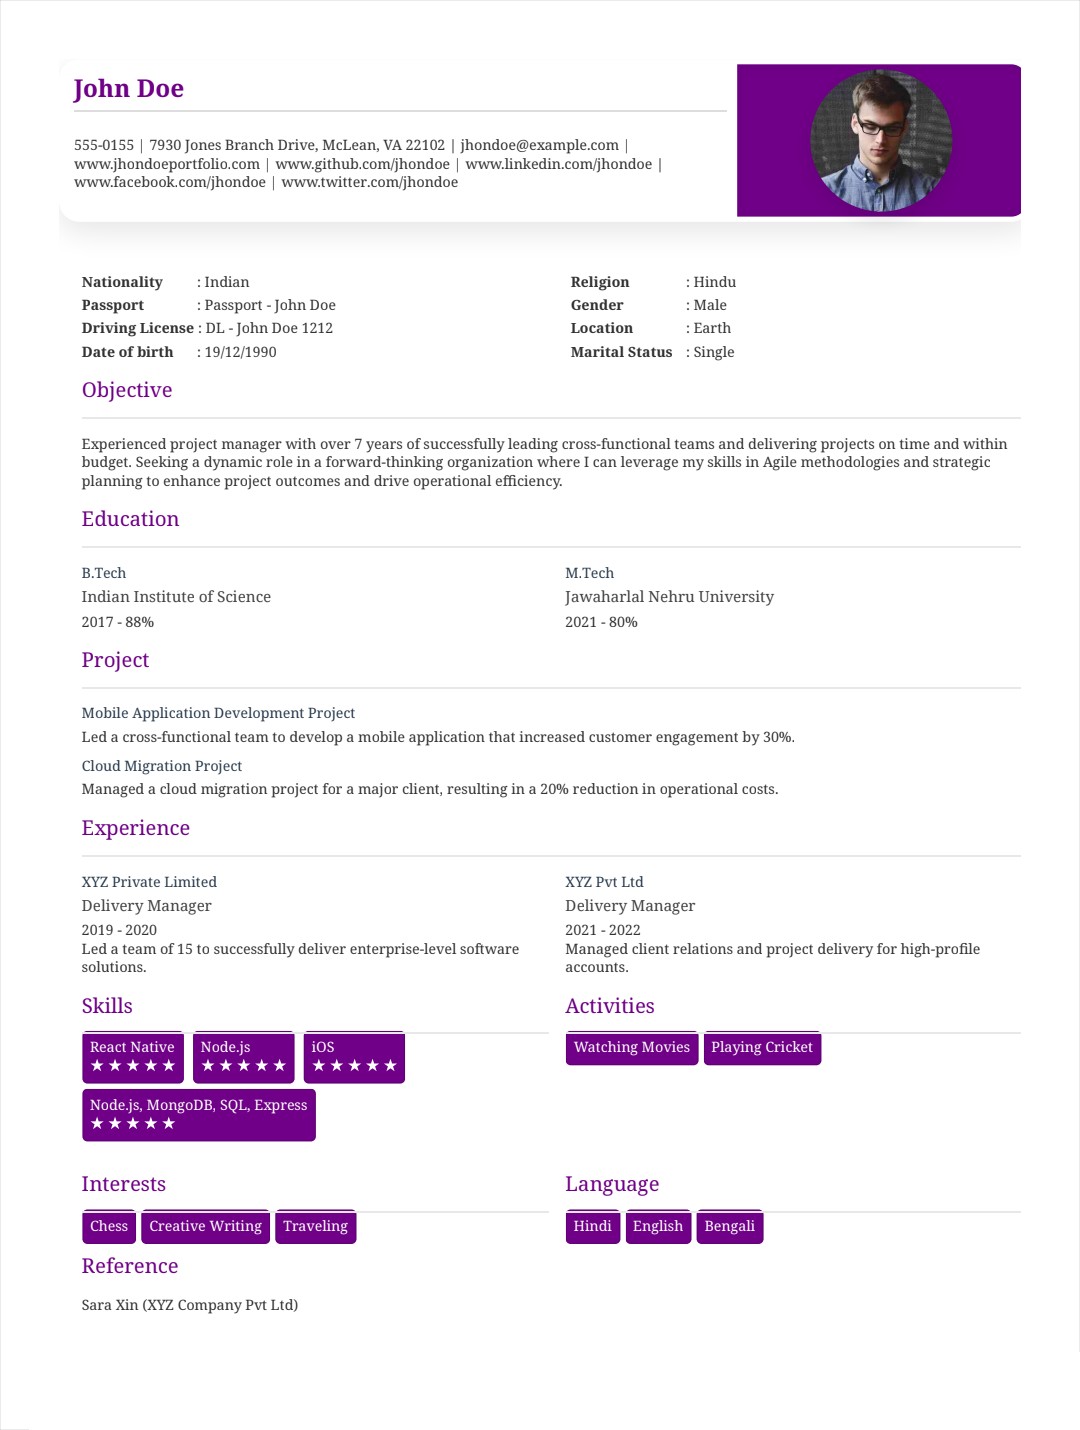 John Doe
555-0155 | 7930 Jones Branch Drive, McLean, VA 22102 | jhondoe@example.com |
www.jhondoeportfolio.com | www.github.com/jhondoe | www.linkedin.com/jhondoe |
www.facebook.com/jhondoe | www.twitter.com/jhondoe
Nationality : Indian
Passport : Passport - John Doe
Driving License : DL - John Doe 1212
Date of birth : 19/12/1990
Religion : Hindu
Gender : Male
Location : Earth
Marital Status : Single
Objective
Experienced project manager with over 7 years of successfully leading cross-functional teams and delivering projects on time and within
budget. Seeking a dynamic role in a forward-thinking organization where I can leverage my skills in Agile methodologies and strategic
planning to enhance project outcomes and drive operational efficiency.
Education
B.Tech
Indian Institute of Science
2017 - 88%
M.Tech
Jawaharlal Nehru University
2021 - 80%
Project
Mobile Application Development Project
Led a cross-functional team to develop a mobile application that increased customer engagement by 30%.
Cloud Migration Project
Managed a cloud migration project for a major client, resulting in a 20% reduction in operational costs.
Experience
XYZ Private Limited
Delivery Manager
2019 - 2020
Led a team of 15 to successfully deliver enterprise-level software
solutions.
XYZ Pvt Ltd
Delivery Manager
2021 - 2022
Managed client relations and project delivery for high-profile
accounts.
Skills
React Native
★★★★★
Node.js
★★★★★
iOS
★★★★★
Node.js, MongoDB, SQL, Express
★★★★★
Activities
Watching Movies
Playing Cricket
Interests
Chess
Creative Writing
Traveling
Language
Hindi
English
Bengali
Reference
Sara Xin (XYZ Company Pvt Ltd)